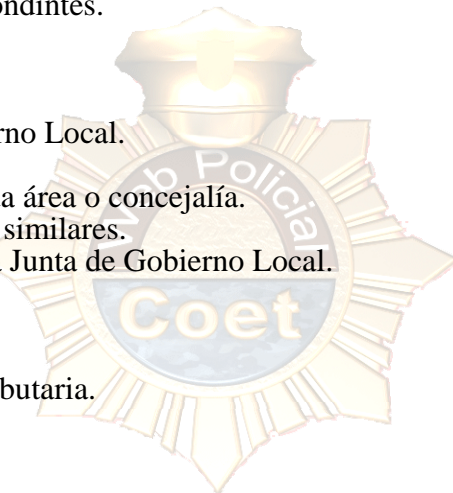 ondintes.
rno Local.
a área o concejalía.
similares.
Junta de Gobierno Local.
Web Policial
Coet
butaria.